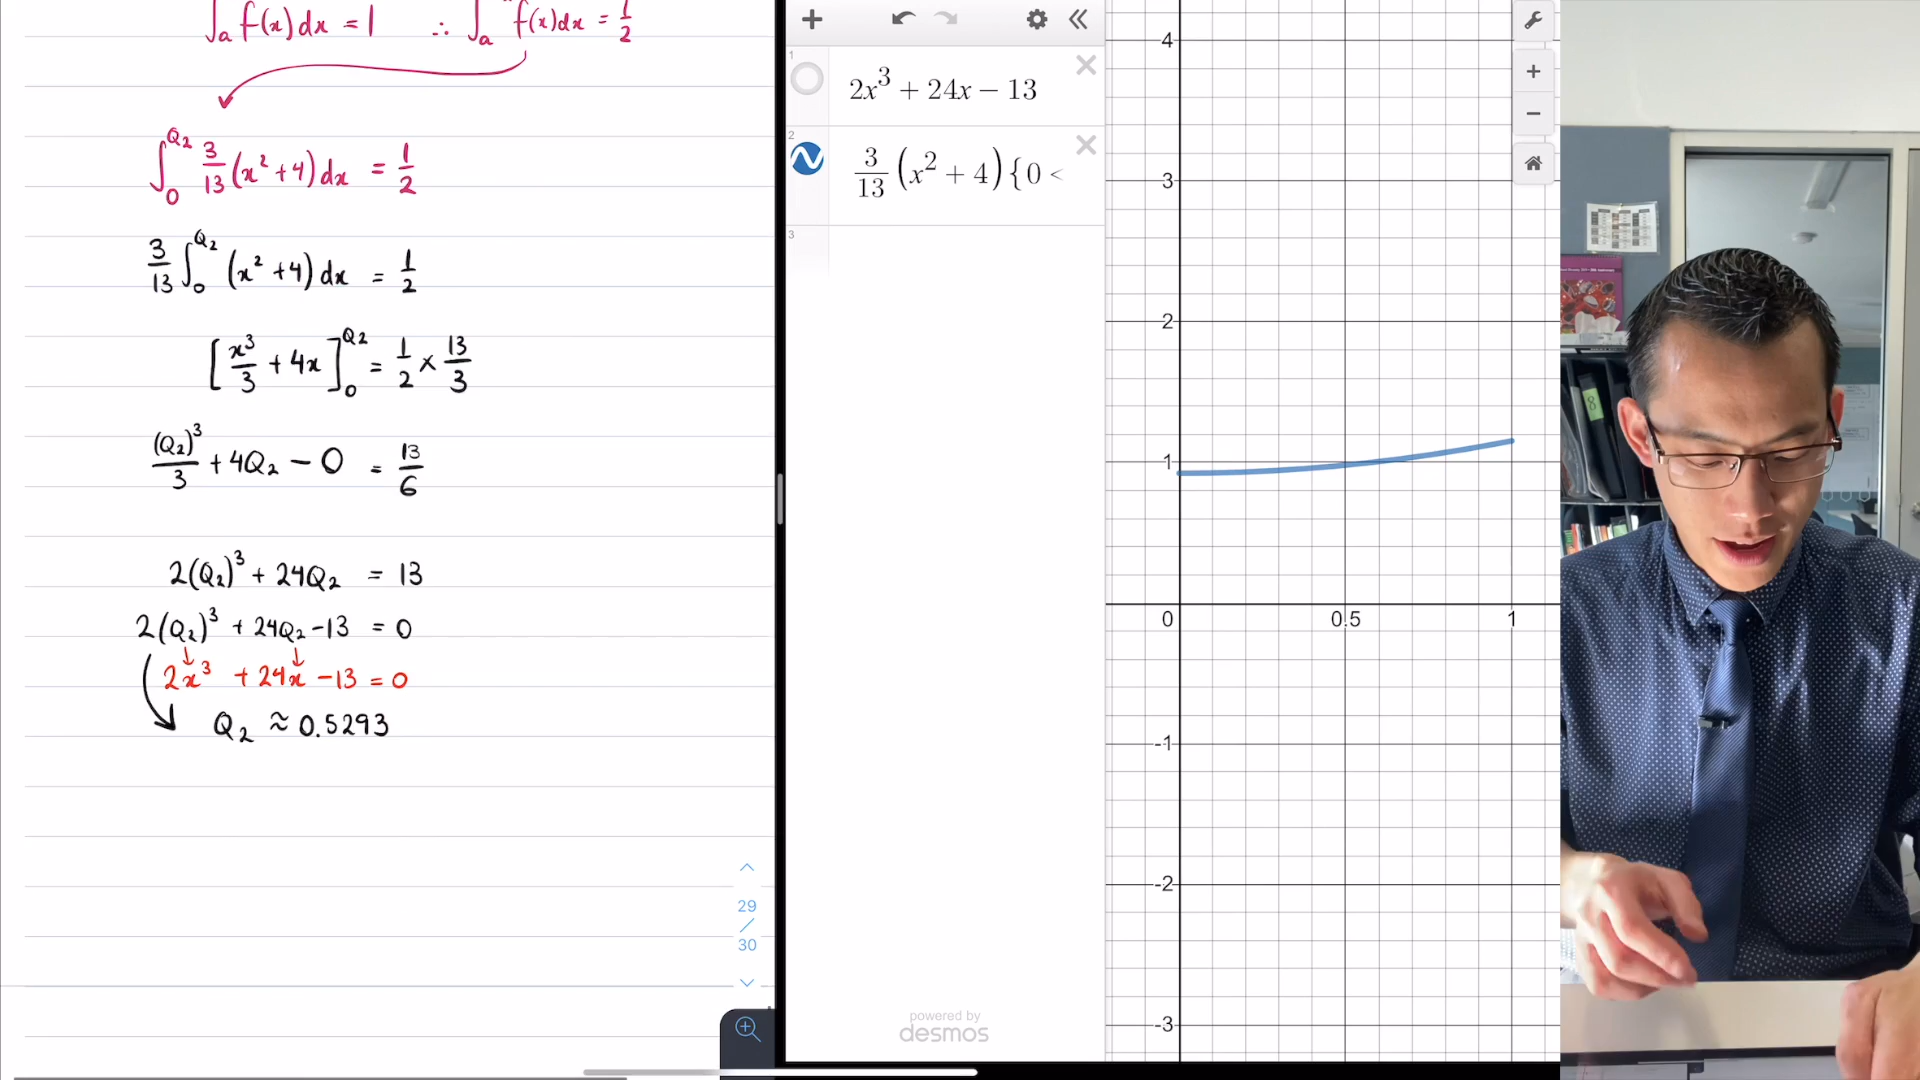 ∫ₐ f(x)dx = 1 ∴ ∫ₐ f(x)dx = 1/2
∫₀^Q₂ 3/13 (x² + 4) dx = 1/2
3/13 ∫₀^Q₂ (x² + 4) dx = 1/2
[x³/3 + 4x]₀^Q₂ = 1/2 × 13/3
(Q₂)³/3 + 4Q₂ − 0 = 13/6
2(Q₂)³ + 24Q₂ = 13
2(Q₂)³ + 24Q₂ − 13 = 0
2x³ + 24x − 13 = 0
Q₂ ≈ 0.5293
29
/
30
1
2x³ + 24x − 13
2
3/13 (x² + 4) {0 <
3
powered by
desmos
4
3
2
1
0 0.5 1
-1
-2
-3
8